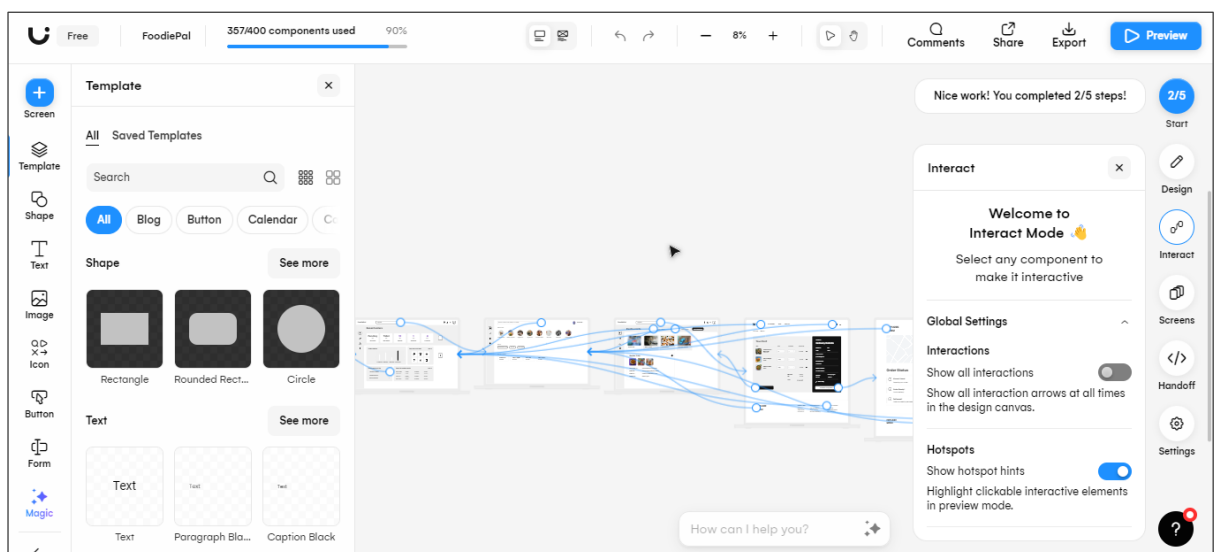 Free
FoodiePal
357/400 components used
90%
8%
Comments
Share
Export
Preview
Screen
Template
Shape
Text
Image
Icon
Button
Form
Magic
Template
All Saved Templates
Search
All Blog Button Calendar
Shape
See more
Rectangle
Rounded Rect...
Circle
Text
See more
Text
Text
Text
Text
Paragraph Bla...
Caption Black
How can I help you?
Nice work! You completed 2/5 steps!
Interact
Welcome to
Interact Mode 👋
Select any component to
make it interactive
Global Settings
Interactions
Show all interactions
Show all interaction arrows at all times
in the design canvas.
Hotspots
Show hotspot hints
Highlight clickable interactive elements
in preview mode.
2/5
Start
Design
Interact
Screens
Handoff
Settings
?